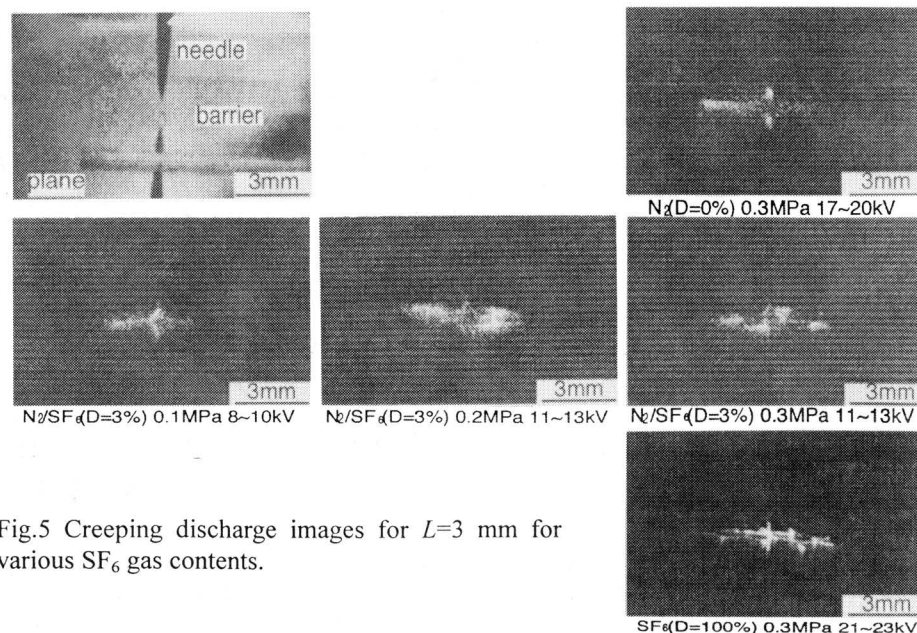 needle
barrier
plane
3mm
3mm
N2(D=0%) 0.3MPa 17~20kV
3mm
N2/SF6(D=3%) 0.1MPa 8~10kV
3mm
N2/SF6(D=3%) 0.2MPa 11~13kV
3mm
N2/SF6(D=3%) 0.3MPa 11~13kV
Fig.5 Creeping discharge images for L=3 mm for
various SF6 gas contents.
3mm
SF6(D=100%) 0.3MPa 21~23kV